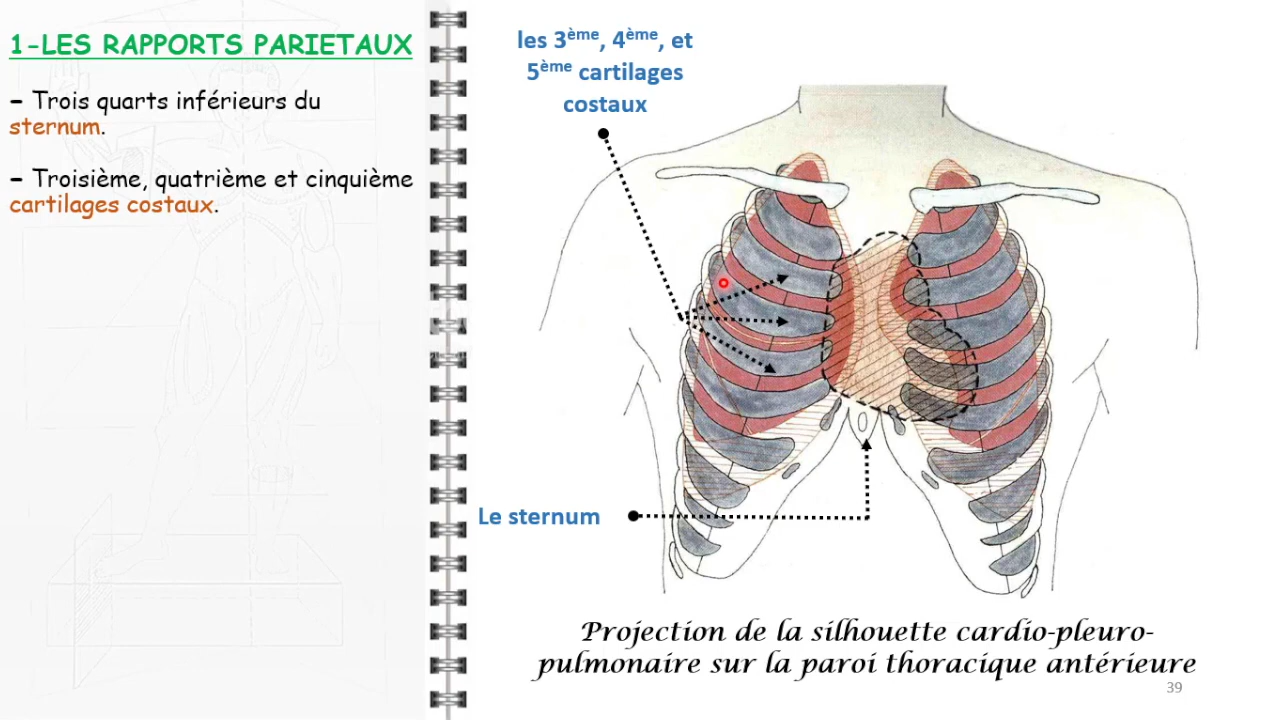 1-LES RAPPORTS PARIETAUX
– Trois quarts inférieurs du
sternum.
– Troisième, quatrième et cinquième
cartilages costaux.
les 3ème, 4ème, et
5ème cartilages
costaux
Le sternum
Projection de la silhouette cardio-pleuro-
pulmonaire sur la paroi thoracique antérieure
39